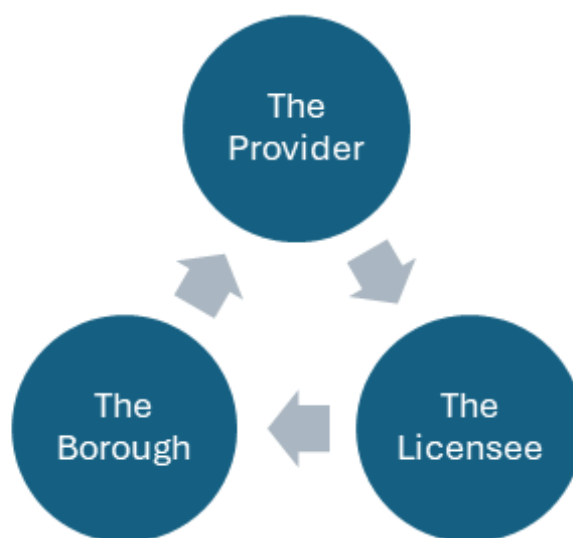 The
Provider
The
Borough
The
Licensee